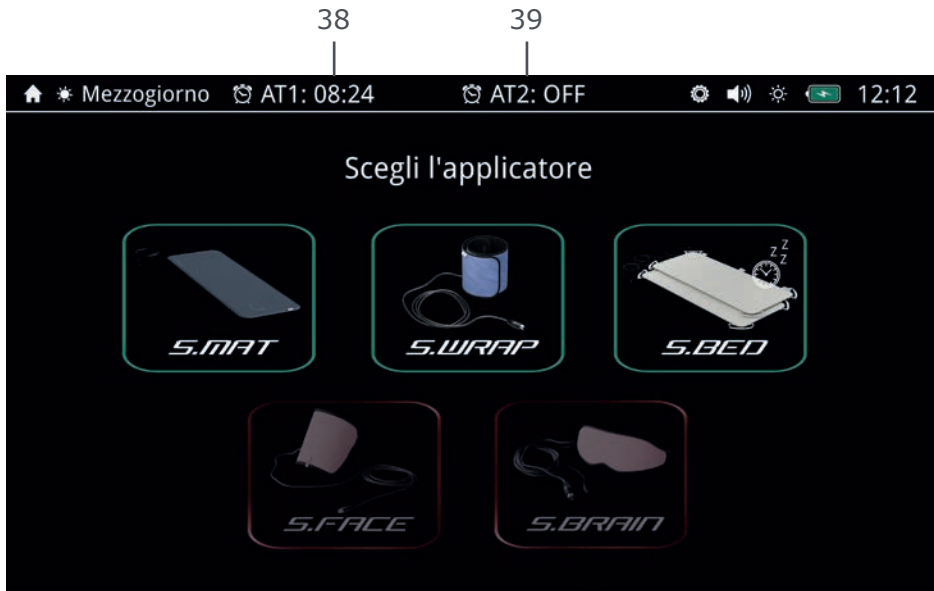 38 39
Mezzogiorno AT1: 08:24 AT2: OFF 12:12
Scegli l'applicatore
Z Z Z
S.MAT S.WRAP S.BED
S.FACE S.BRAIN